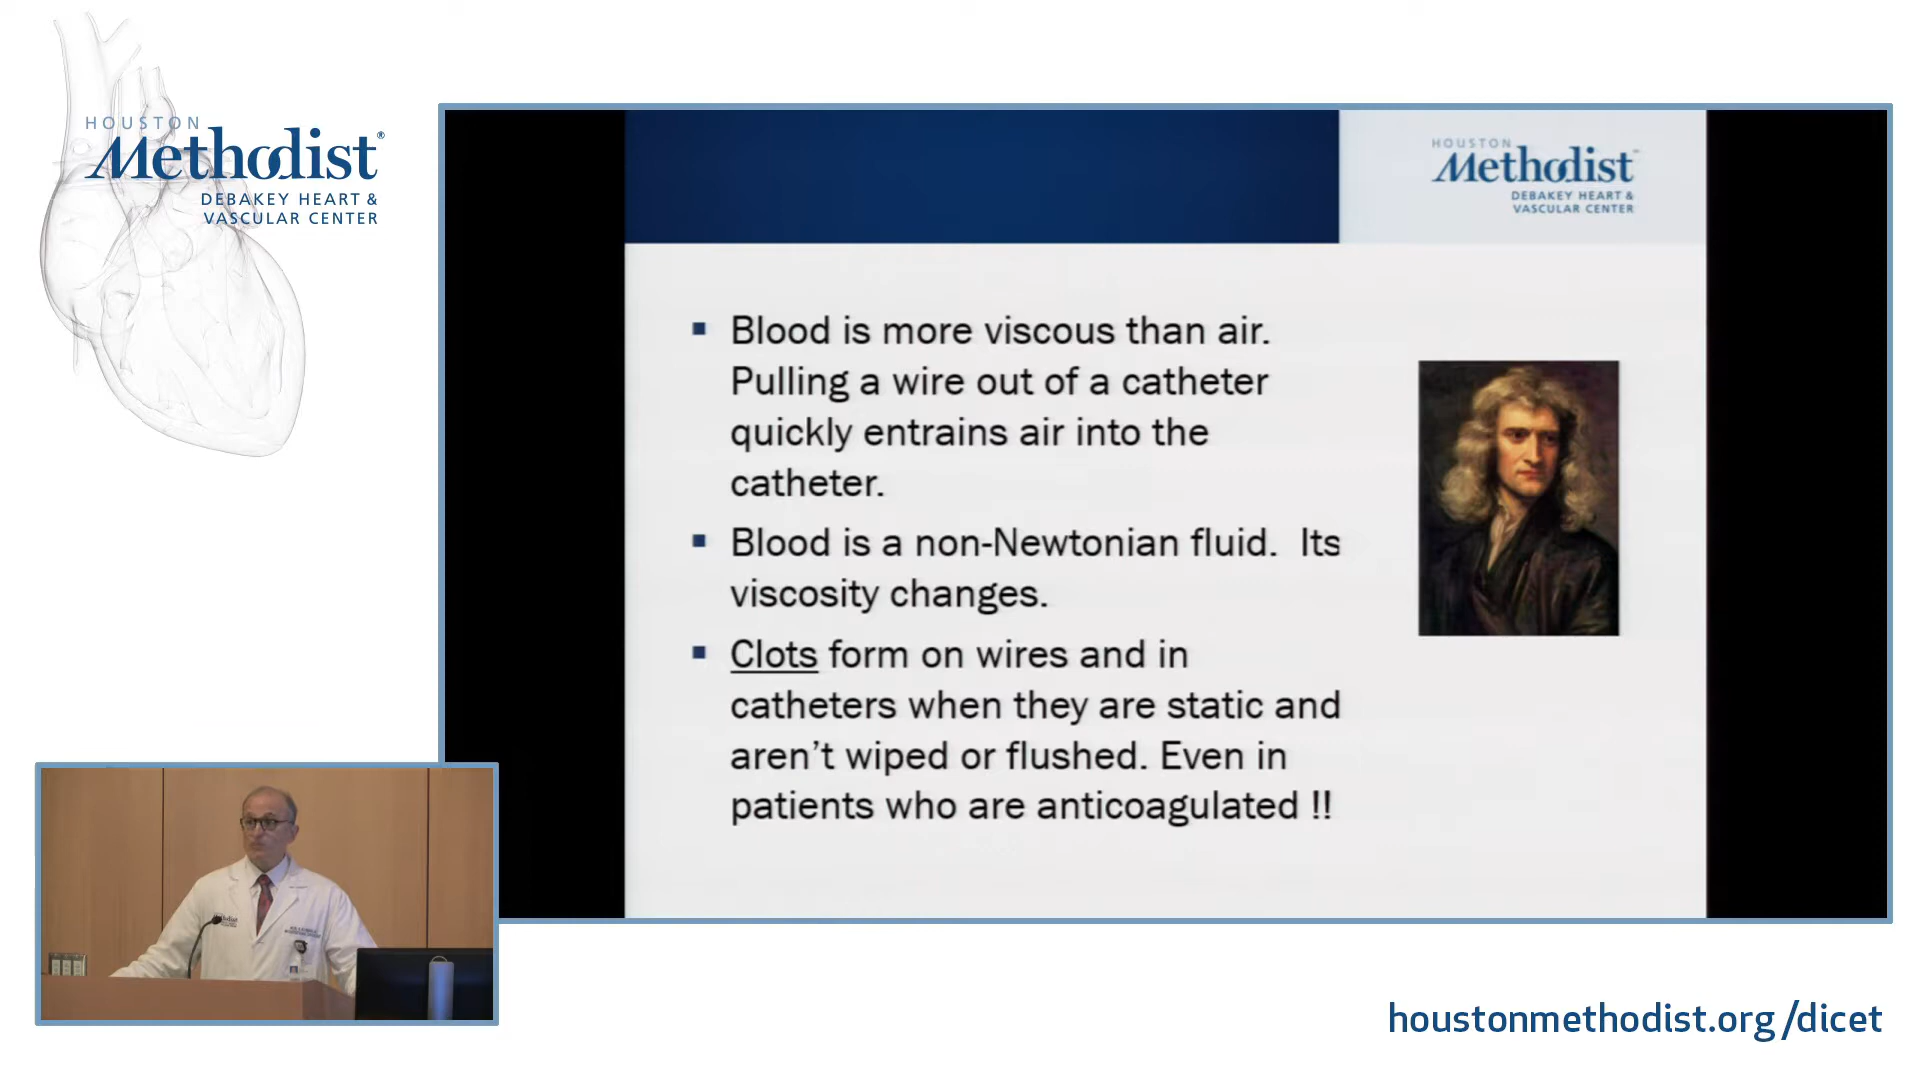 HOUSTON
Methodist®
DEBAKEY HEART &
VASCULAR CENTER
HOUSTON
Methodist
DEBAKEY HEART &
VASCULAR CENTER
Blood is more viscous than air.
Pulling a wire out of a catheter
quickly entrains air into the
catheter.
Blood is a non-Newtonian fluid. Its
viscosity changes.
Clots form on wires and in
catheters when they are static and
aren’t wiped or flushed. Even in
patients who are anticoagulated !!
houstonmethodist.org/dicet